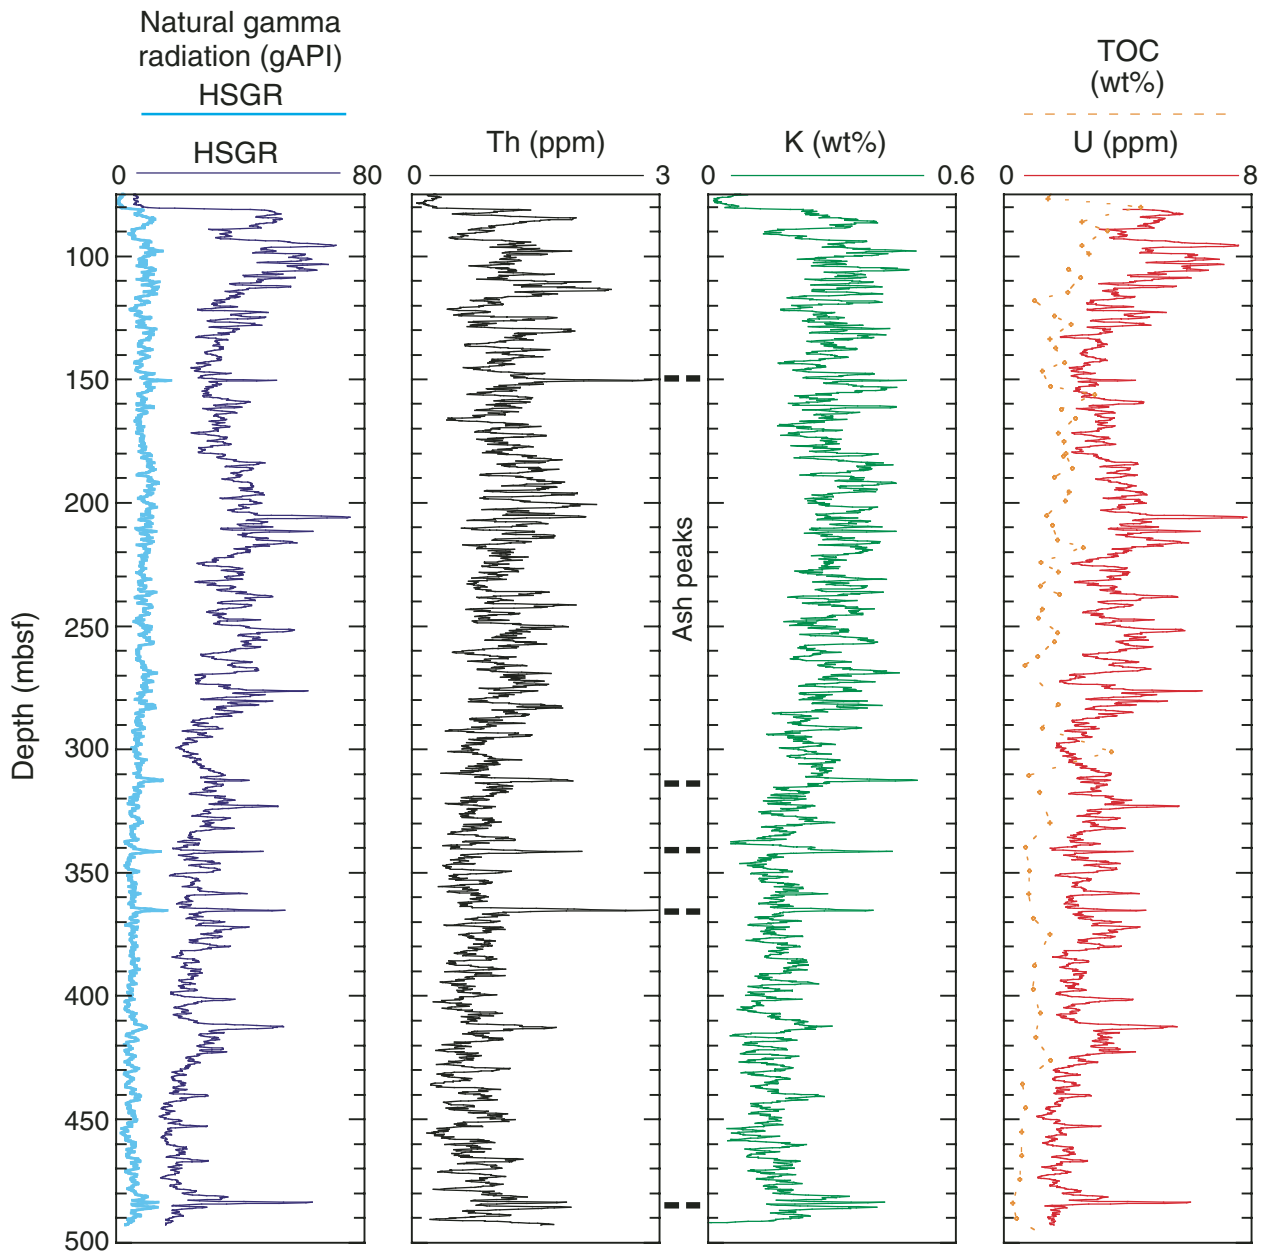 Natural gamma
radiation (gAPI)
HSGR
HSGR
0 80
Th (ppm)
0 3
K (wt%)
0 0.6
TOC
(wt%)
U (ppm)
0 8
Depth (mbsf)
100
150
200
250
300
350
400
450
500
Ash peaks